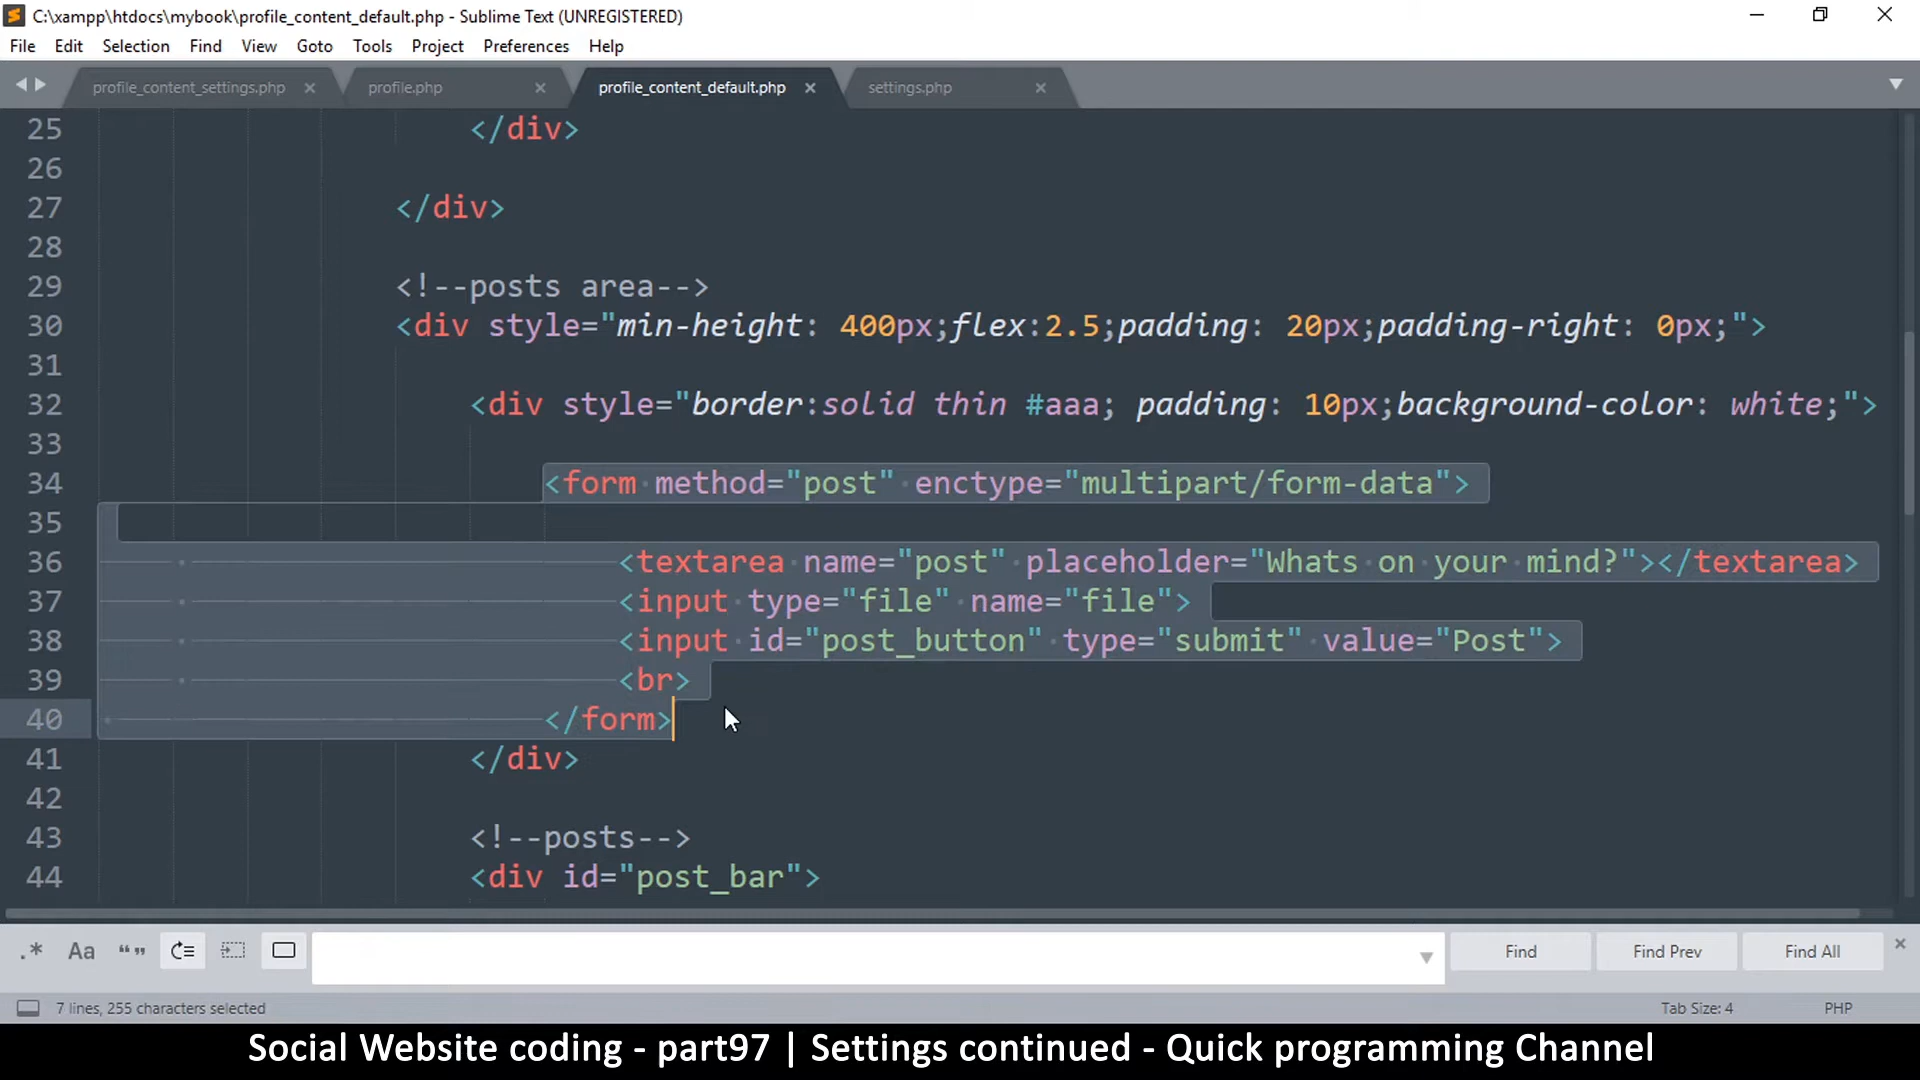 C:\xampp\htdocs\mybook\profile_content_default.php - Sublime Text (UNREGISTERED)
File Edit Selection Find View Goto Tools Project Preferences Help
profile_content_settings.php profile.php profile_content_default.php settings.php
25 </div>
26
27 </div>
28
29 <!--posts area-->
30 <div style="min-height: 400px;flex:2.5;padding: 20px;padding-right: 0px;">
31
32 <div style="border:solid thin #aaa; padding: 10px;background-color: white;">
33
34 <form method="post" enctype="multipart/form-data">
35
36 <textarea name="post" placeholder="Whats on your mind?"></textarea>
37 <input type="file" name="file">
38 <input id="post_button" type="submit" value="Post">
39 <br>
40 </form>
41 </div>
42
43 <!--posts-->
44 <div id="post_bar">
.* Aa “” Find Find Prev Find All
7 lines, 255 characters selected Tab Size: 4 PHP
Social Website coding - part97 | Settings continued - Quick programming Channel